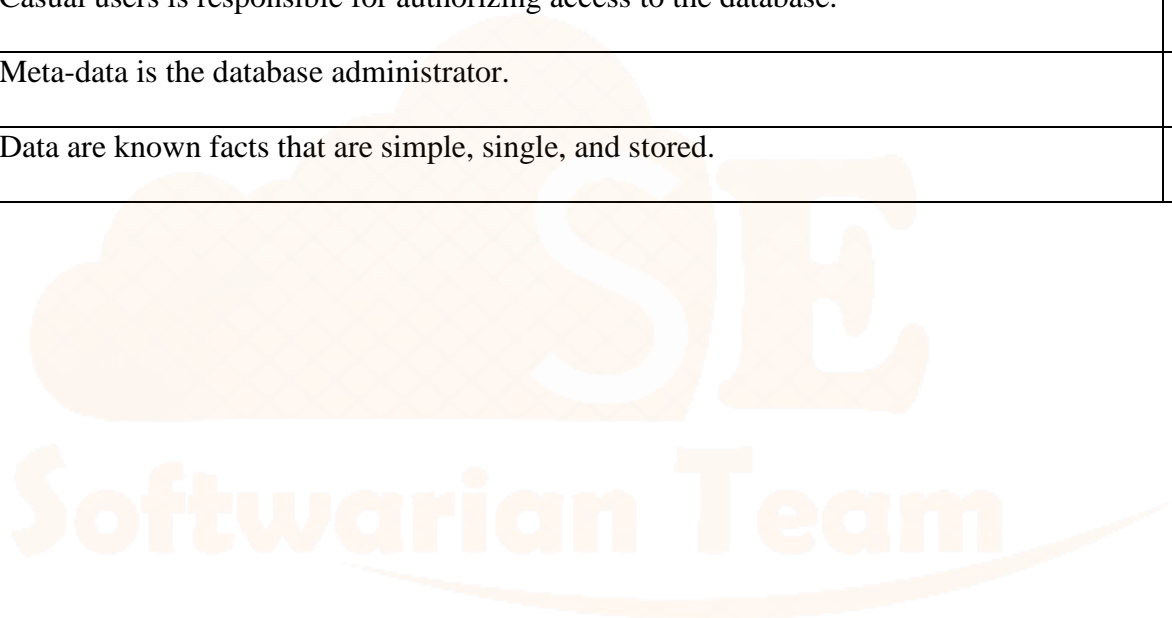 Casual users is responsible for authorizing access to the database.
Meta-data is the database administrator.
Data are known facts that are simple, single, and stored.
SE
Softwarian Team